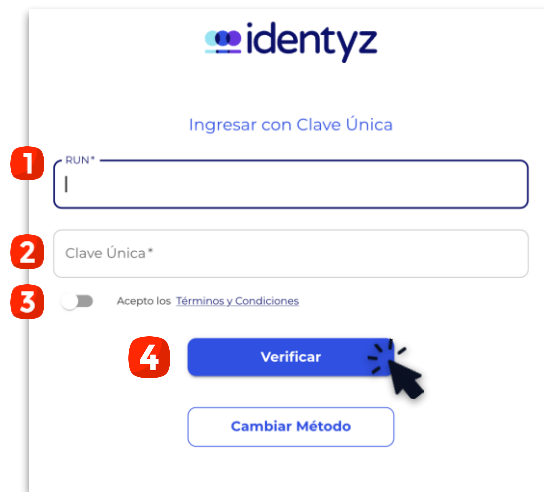 identyz
Ingresar con Clave Única
1
RUN*
2
Clave Única*
3
Acepto los Términos y Condiciones
4
Verificar
Cambiar Método